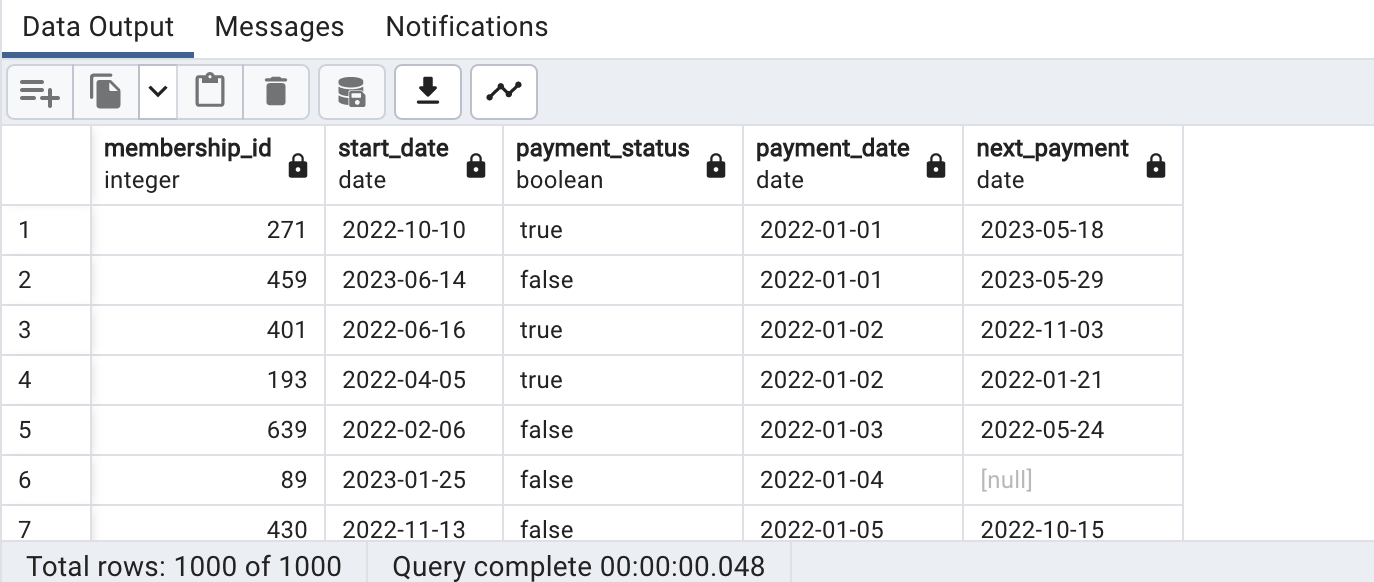 Data Output Messages Notifications
membership_id start_date payment_status payment_date next_payment
integer date boolean date date
1 271 2022-10-10 true 2022-01-01 2023-05-18
2 459 2023-06-14 false 2022-01-01 2023-05-29
3 401 2022-06-16 true 2022-01-02 2022-11-03
4 193 2022-04-05 true 2022-01-02 2022-01-21
5 639 2022-02-06 false 2022-01-03 2022-05-24
6 89 2023-01-25 false 2022-01-04 [null]
7 430 2022-11-13 false 2022-01-05 2022-10-15
Total rows: 1000 of 1000 Query complete 00:00:00.048